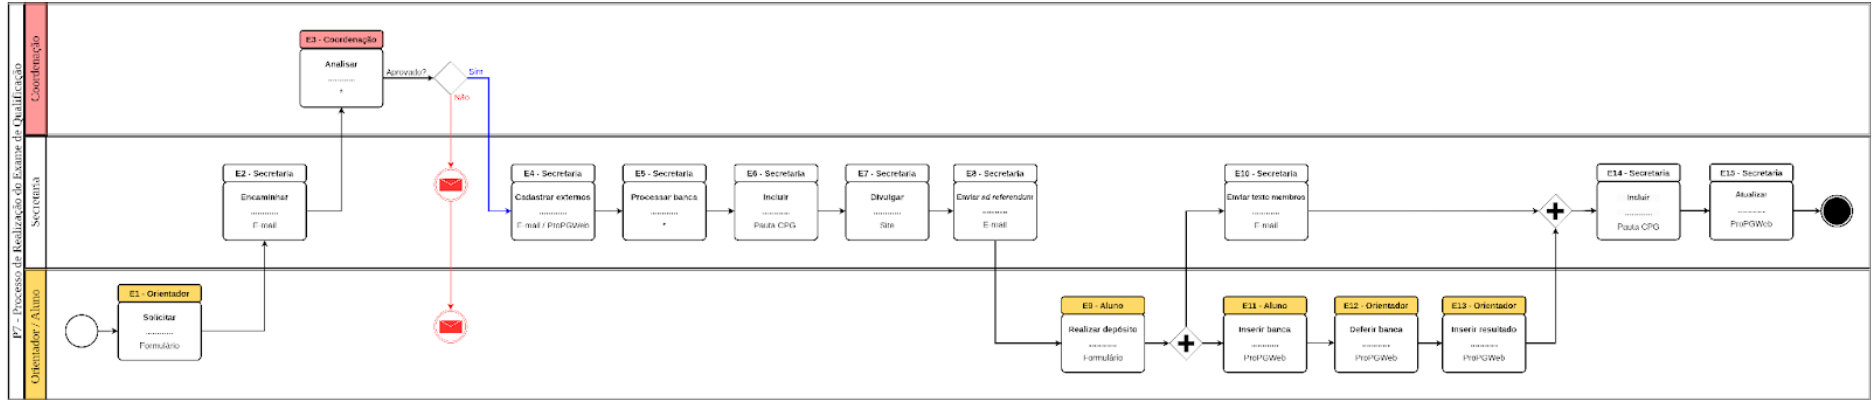 P7 - Processo de Realização do Exame de Qualificação
Coordenação
E3 - Coordenação
Analisar
............
*
Aprovado?
Sim
Não
Secretaria
E2 - Secretaria
Encaminhar
............
E-mail
E4 - Secretaria
Cadastrar externos
............
E-mail / ProPGWeb
E5 - Secretaria
Processar banca
............
*
E6 - Secretaria
Incluir
............
Pauta CPG
E7 - Secretaria
Divulgar
............
Site
E8 - Secretaria
Enviar ad referendum
............
E-mail
E10 - Secretaria
Enviar texto membros
............
E-mail
E14 - Secretaria
Incluir
............
Pauta CPG
E15 - Secretaria
Atualizar
............
ProPGWeb
Orientador / Aluno
E1 - Orientador
Solicitar
............
Formulário
E9 - Aluno
Realizar depósito
............
Formulário
E11 - Aluno
Inserir banca
............
ProPGWeb
E12 - Orientador
Deferir banca
............
ProPGWeb
E13 - Orientador
Inserir resultado
............
ProPGWeb